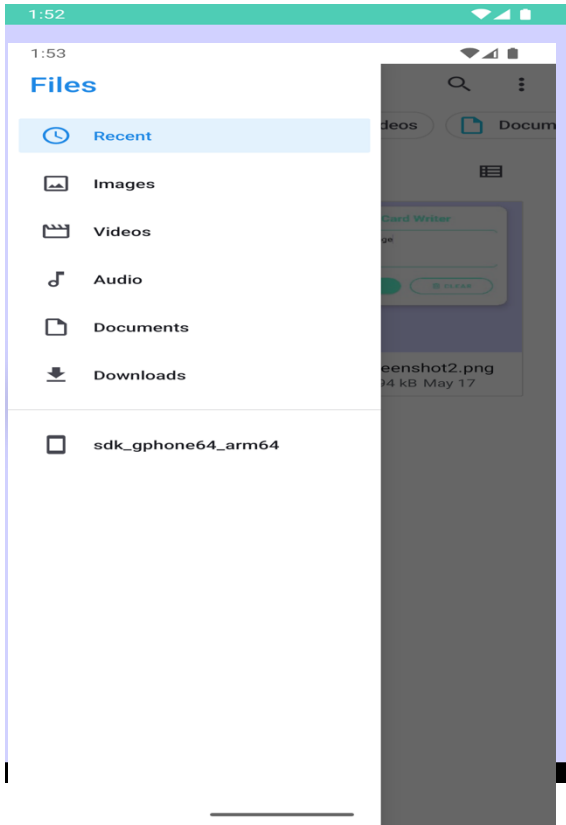 1:52
1:53
Files
Recent
Images
Videos
Audio
Documents
Downloads
sdk_gphone64_arm64
deos
Docum
Card Writer
ge
CLEAR
eenshot2.png
94 kB May 17